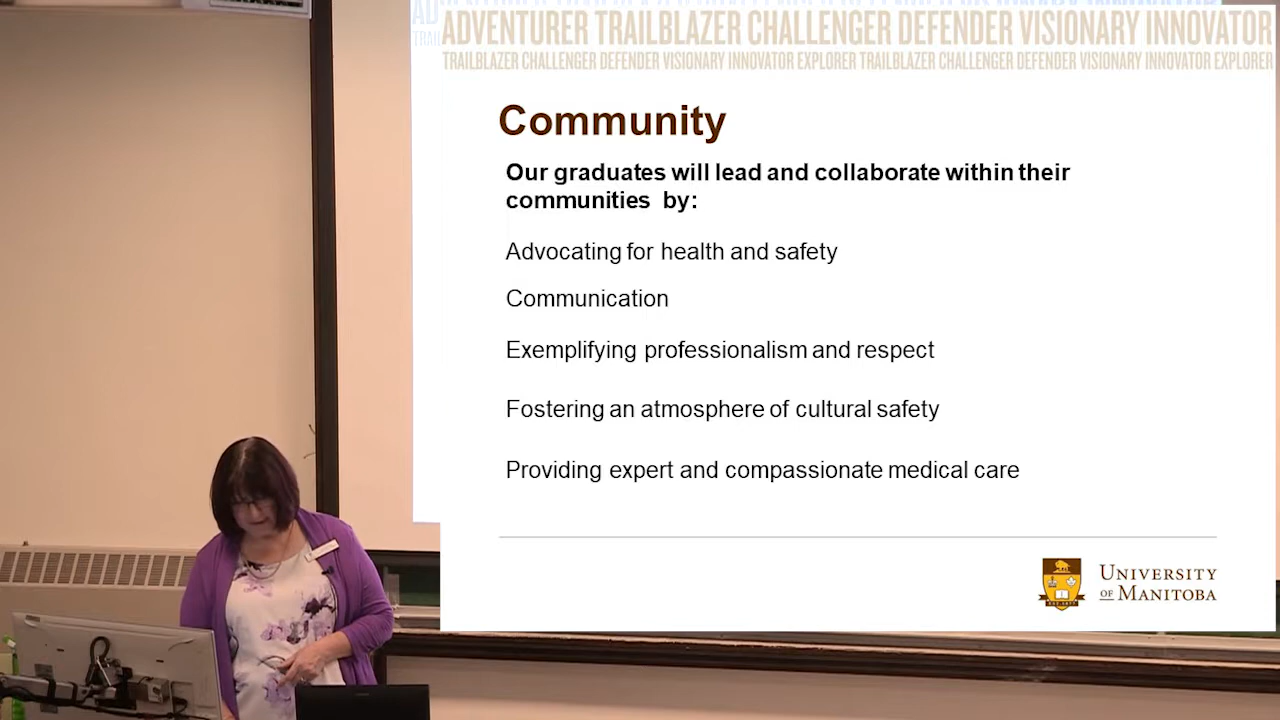 ADVENTURER TRAILBLAZER CHALLENGER DEFENDER VISIONARY INNOVATOR
TRAILBLAZER CHALLENGER DEFENDER VISIONARY INNOVATOR EXPLORER TRAILBLAZER CHALLENGER DEFENDER VISIONARY INNOVATOR EXPLORER
Community
Our graduates will lead and collaborate within their
communities by:
Advocating for health and safety
Communication
Exemplifying professionalism and respect
Fostering an atmosphere of cultural safety
Providing expert and compassionate medical care
UNIVERSITY
OF MANITOBA